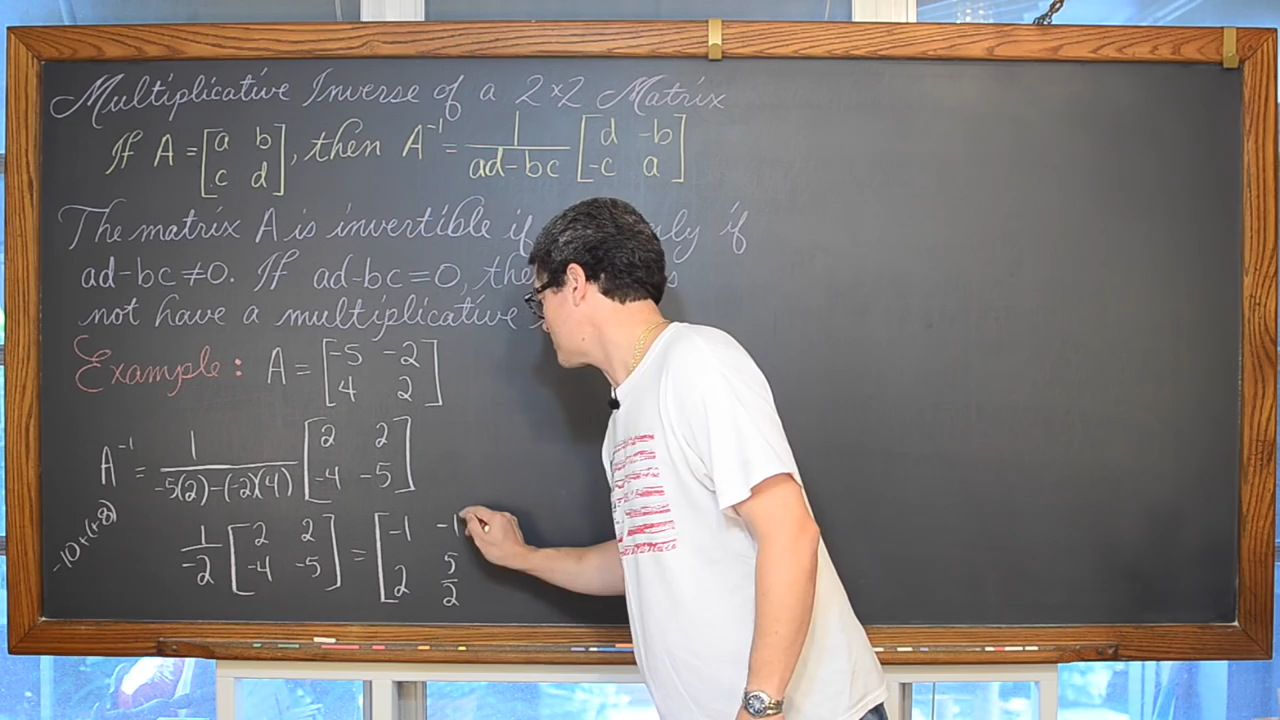 Multiplicative Inverse of a 2×2 Matrix
If A = [a b; c d], then A⁻¹ = 1/(ad-bc) [d -b; -c a]
The matrix A is invertible if if
ad-bc≠0. If ad-bc=0,
not have a multiplicative
Example: A = [-5 -2; 4 2]
A⁻¹ = 1/(-5(2)-(-2)(4)) [2 2; -4 -5]
-10+(+8)
1/-2 [2 2; -4 -5] = [-1 -1; 2 5/2]